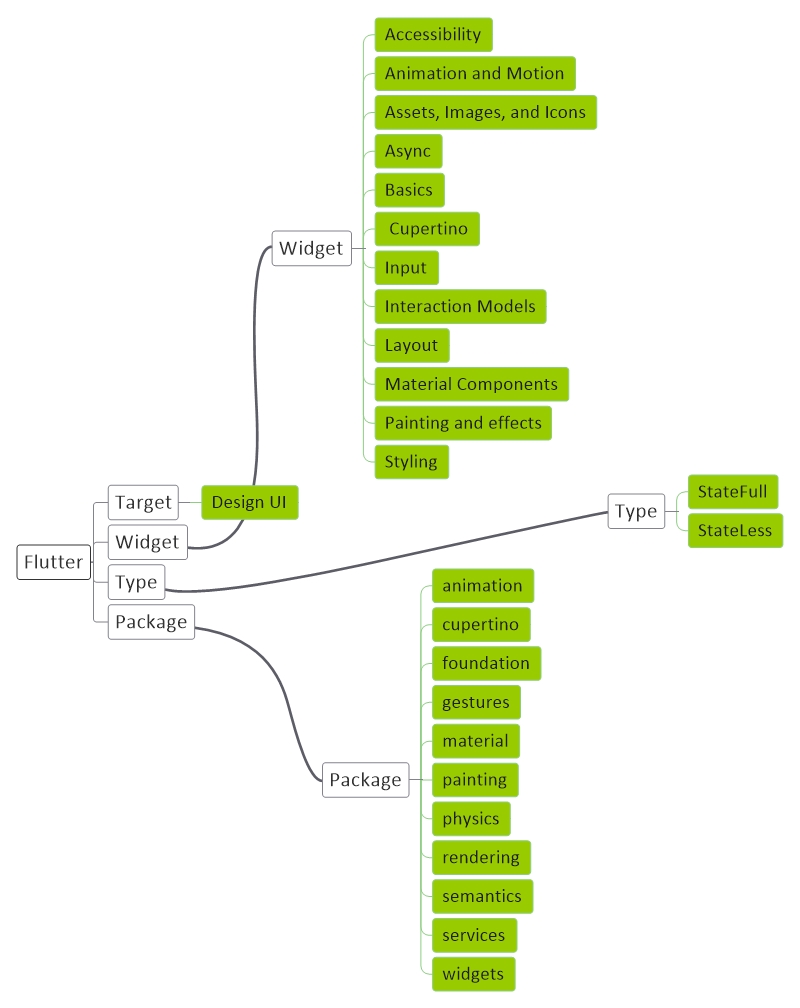 Flutter
Target
Design UI
Widget
Type
Package
Widget
Accessibility
Animation and Motion
Assets, Images, and Icons
Async
Basics
Cupertino
Input
Interaction Models
Layout
Material Components
Painting and effects
Styling
Type
StateFull
StateLess
Package
animation
cupertino
foundation
gestures
material
painting
physics
rendering
semantics
services
widgets